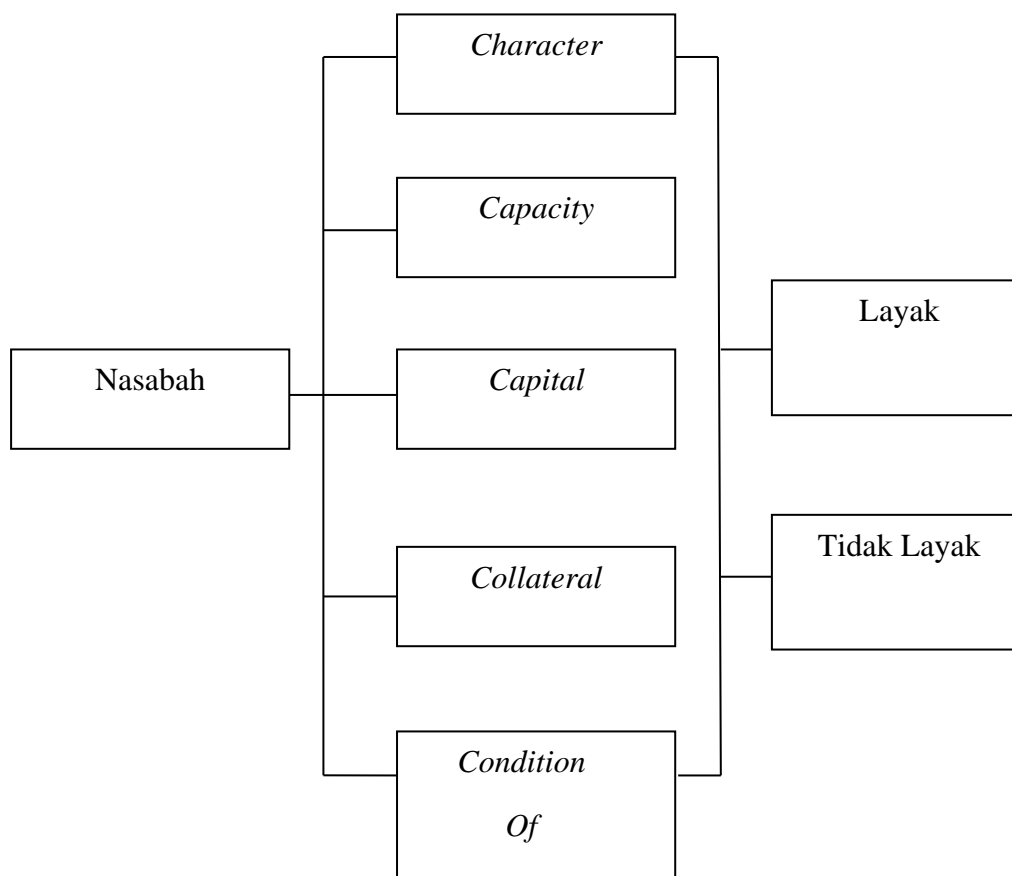 Character
Capacity
Layak
Nasabah
Capital
Tidak Layak
Collateral
Condition
Of